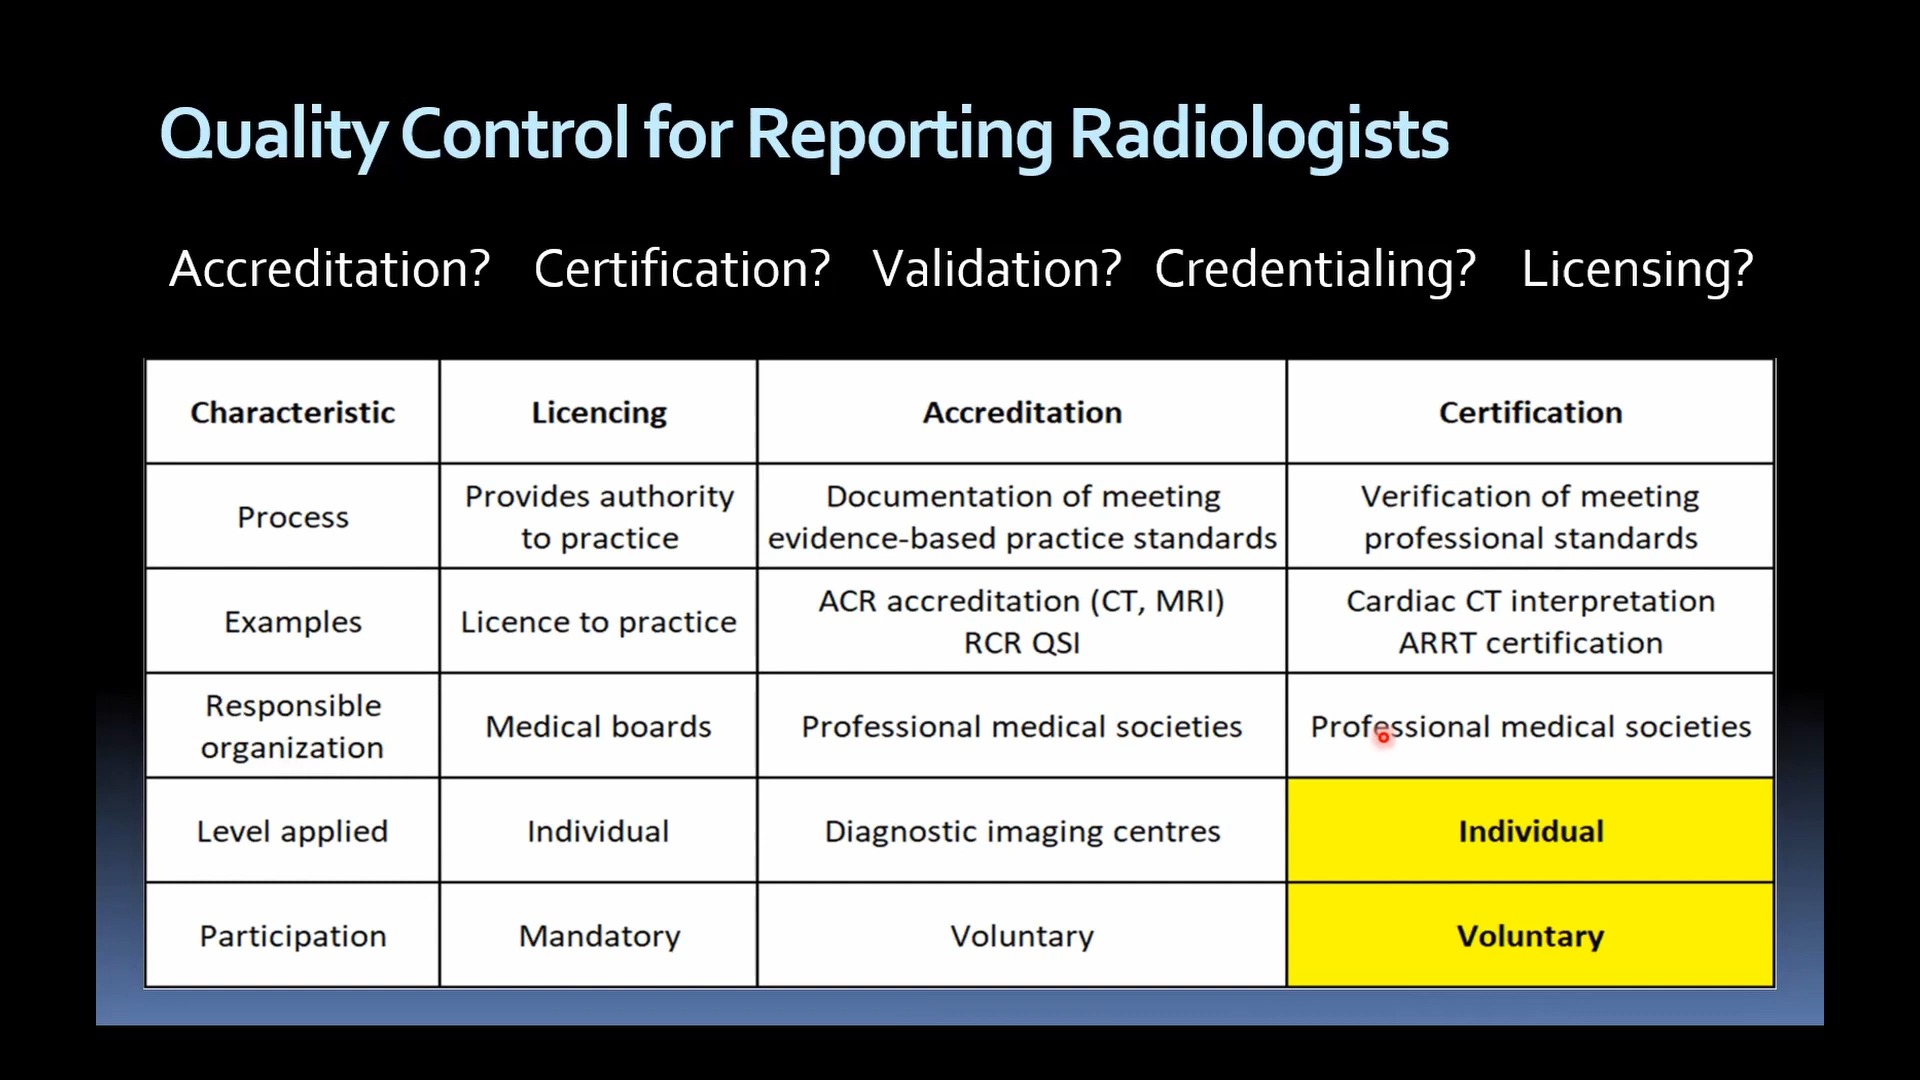 Quality Control for Reporting Radiologists
Accreditation? Certification? Validation? Credentialing? Licensing?
Characteristic Licencing Accreditation Certification
Process Provides authority to practice Documentation of meeting evidence-based practice standards Verification of meeting professional standards
Examples Licence to practice ACR accreditation (CT, MRI) RCR QSI Cardiac CT interpretation ARRT certification
Responsible organization Medical boards Professional medical societies Professional medical societies
Level applied Individual Diagnostic imaging centres Individual
Participation Mandatory Voluntary Voluntary